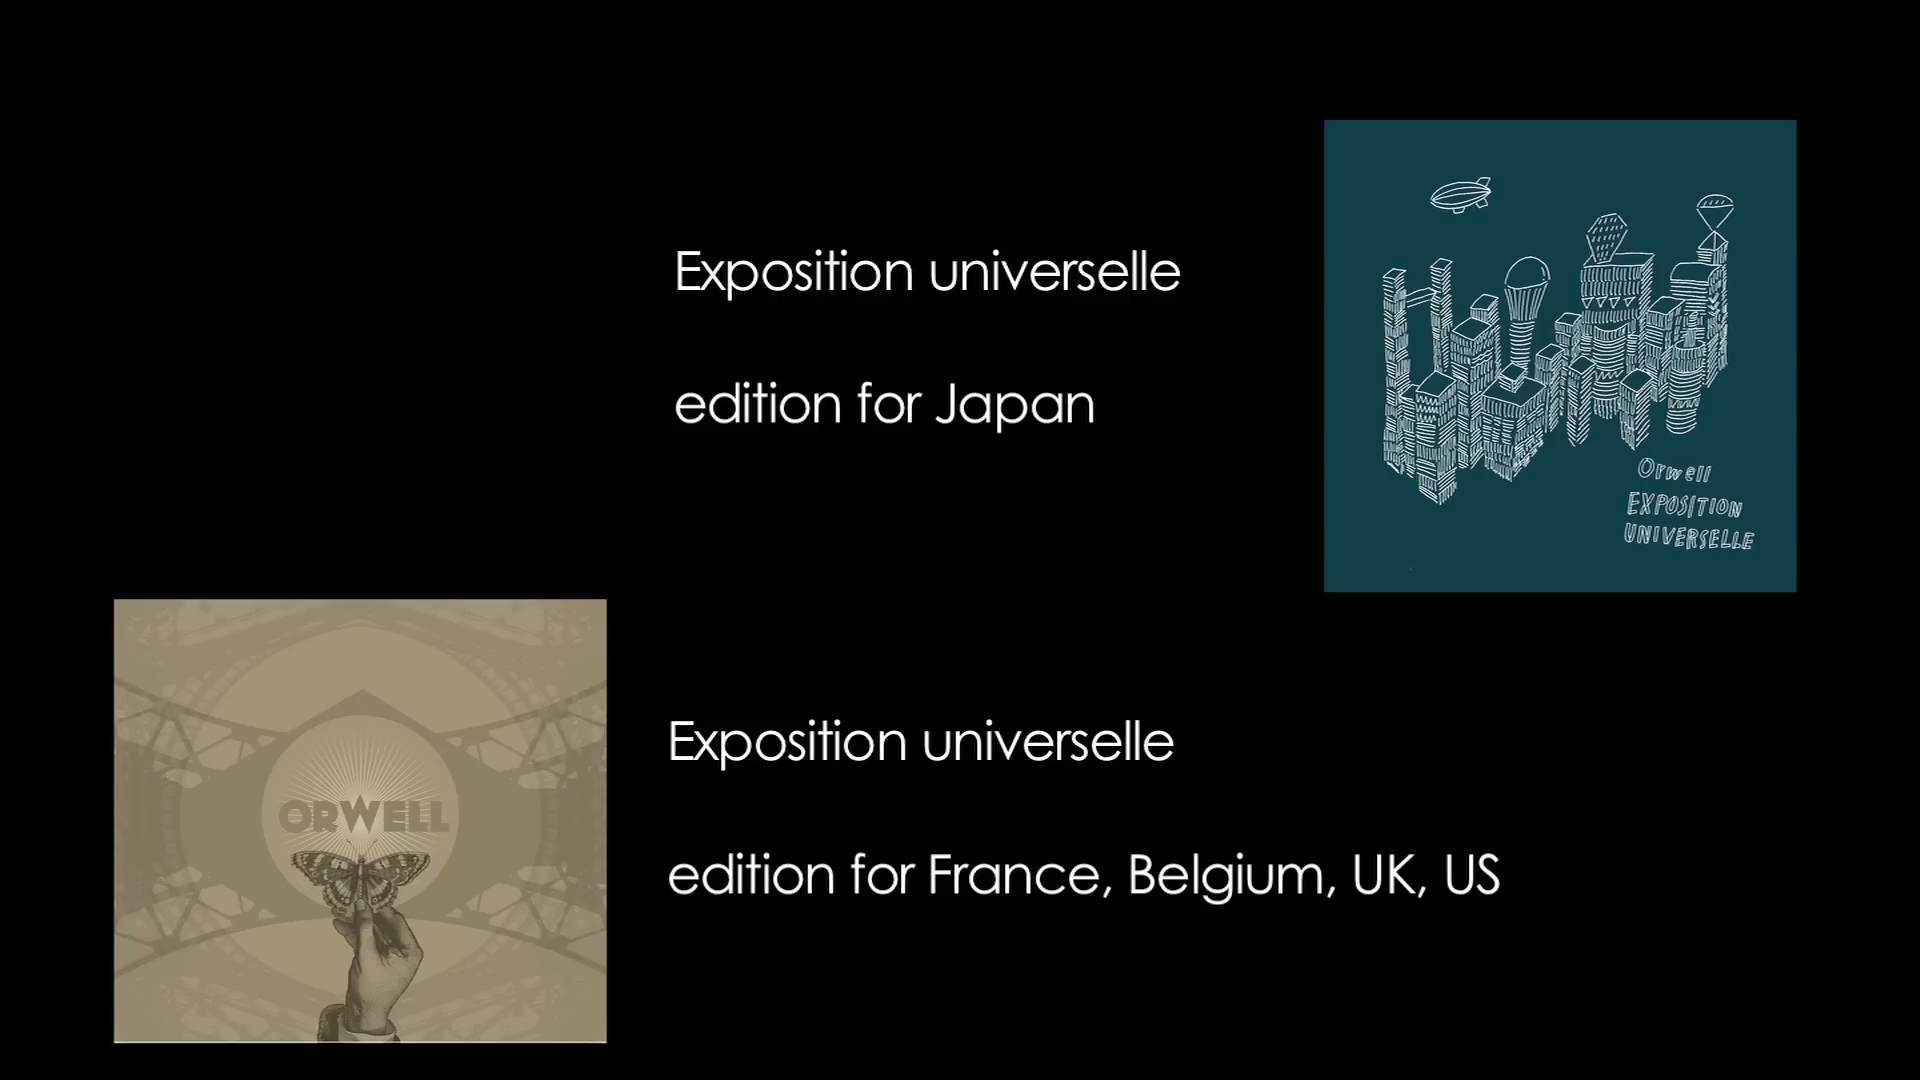 Exposition universelle
edition for Japan
Orwell
EXPOSITION
UNIVERSELLE
ORWELL
Exposition universelle
edition for France, Belgium, UK, US